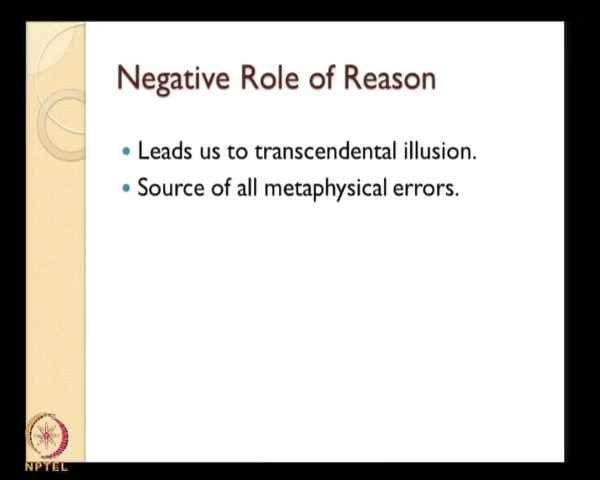 Negative Role of Reason
Leads us to transcendental illusion.
Source of all metaphysical errors.
NPTEL